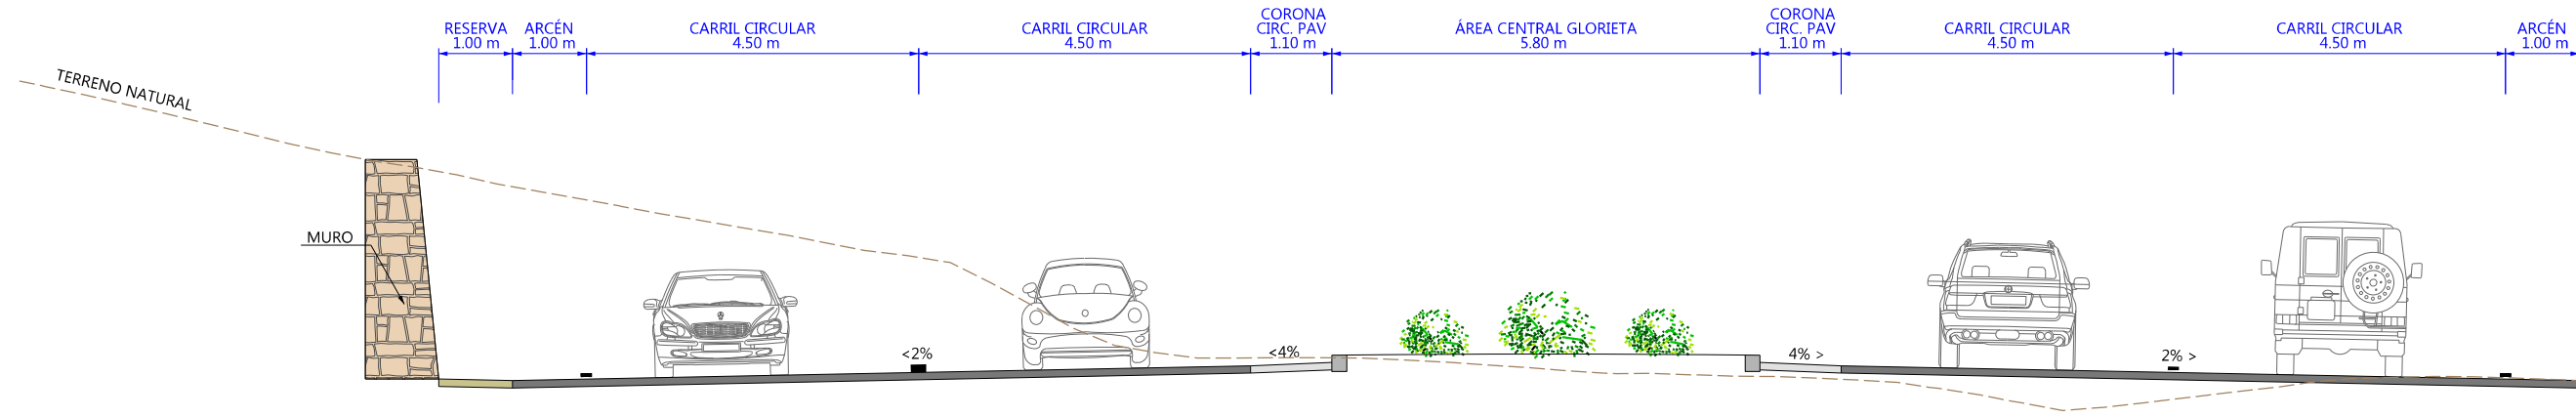 RESERVA
1.00 m
ARCÉN
1.00 m
CARRIL CIRCULAR
4.50 m
CARRIL CIRCULAR
4.50 m
CORONA
CIRC. PAV
1.10 m
ÁREA CENTRAL GLORIETA
5.80 m
CORONA
CIRC. PAV
1.10 m
CARRIL CIRCULAR
4.50 m
CARRIL CIRCULAR
4.50 m
ARCÉN
1.00 m
TERRENO NATURAL
MURO
<2%
<4%
4% >
2% >